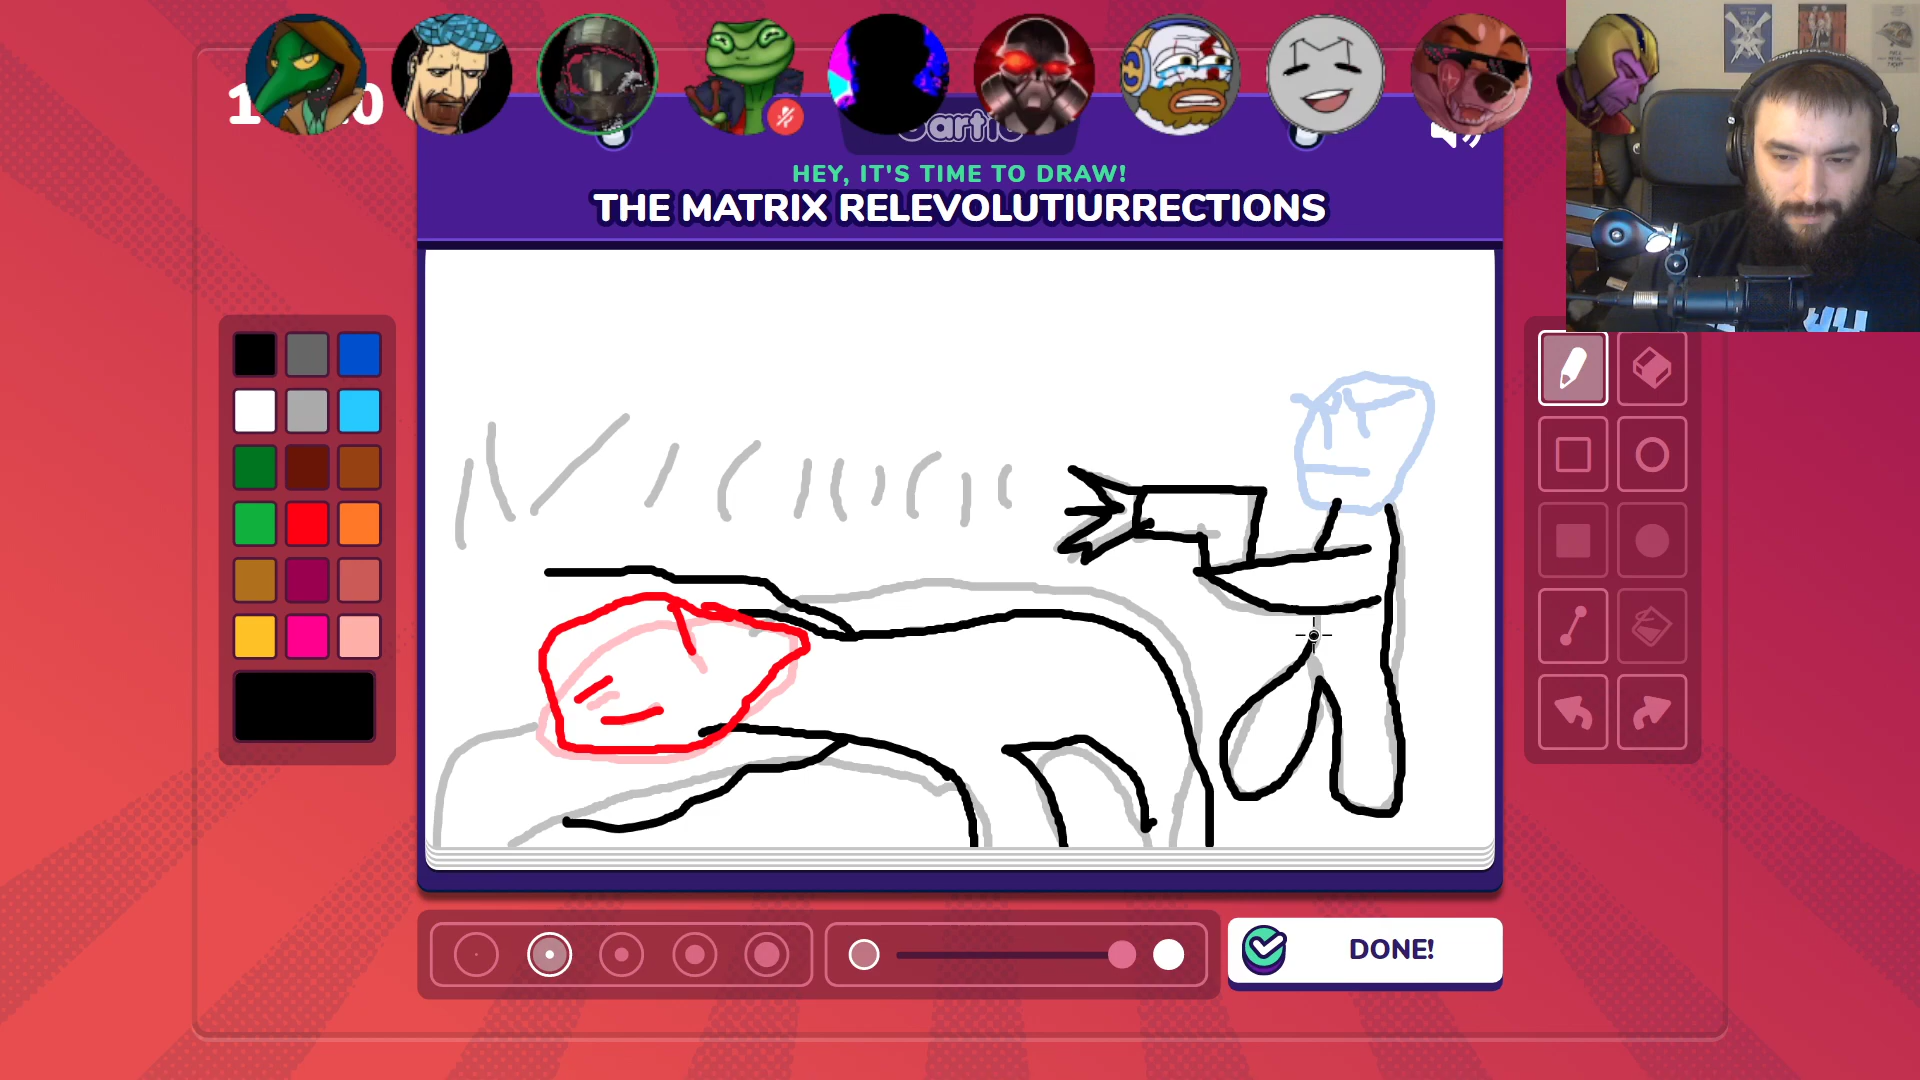 HEY, IT'S TIME TO DRAW!
THE MATRIX RELEVOLUTIURRECTIONS
DONE!